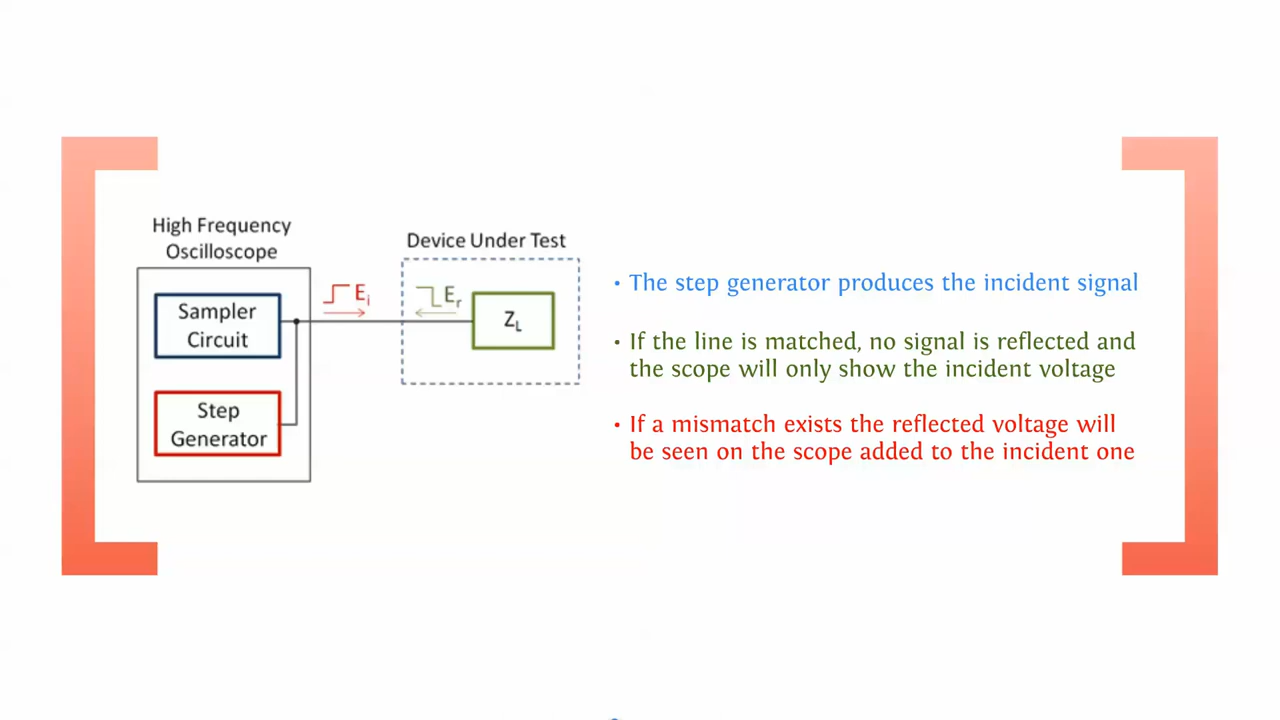 High Frequency
Oscilloscope
Sampler
Circuit
Step
Generator
Ei
Device Under Test
Er
ZL
• The step generator produces the incident signal
• If the line is matched, no signal is reflected and
the scope will only show the incident voltage
• If a mismatch exists the reflected voltage will
be seen on the scope added to the incident one